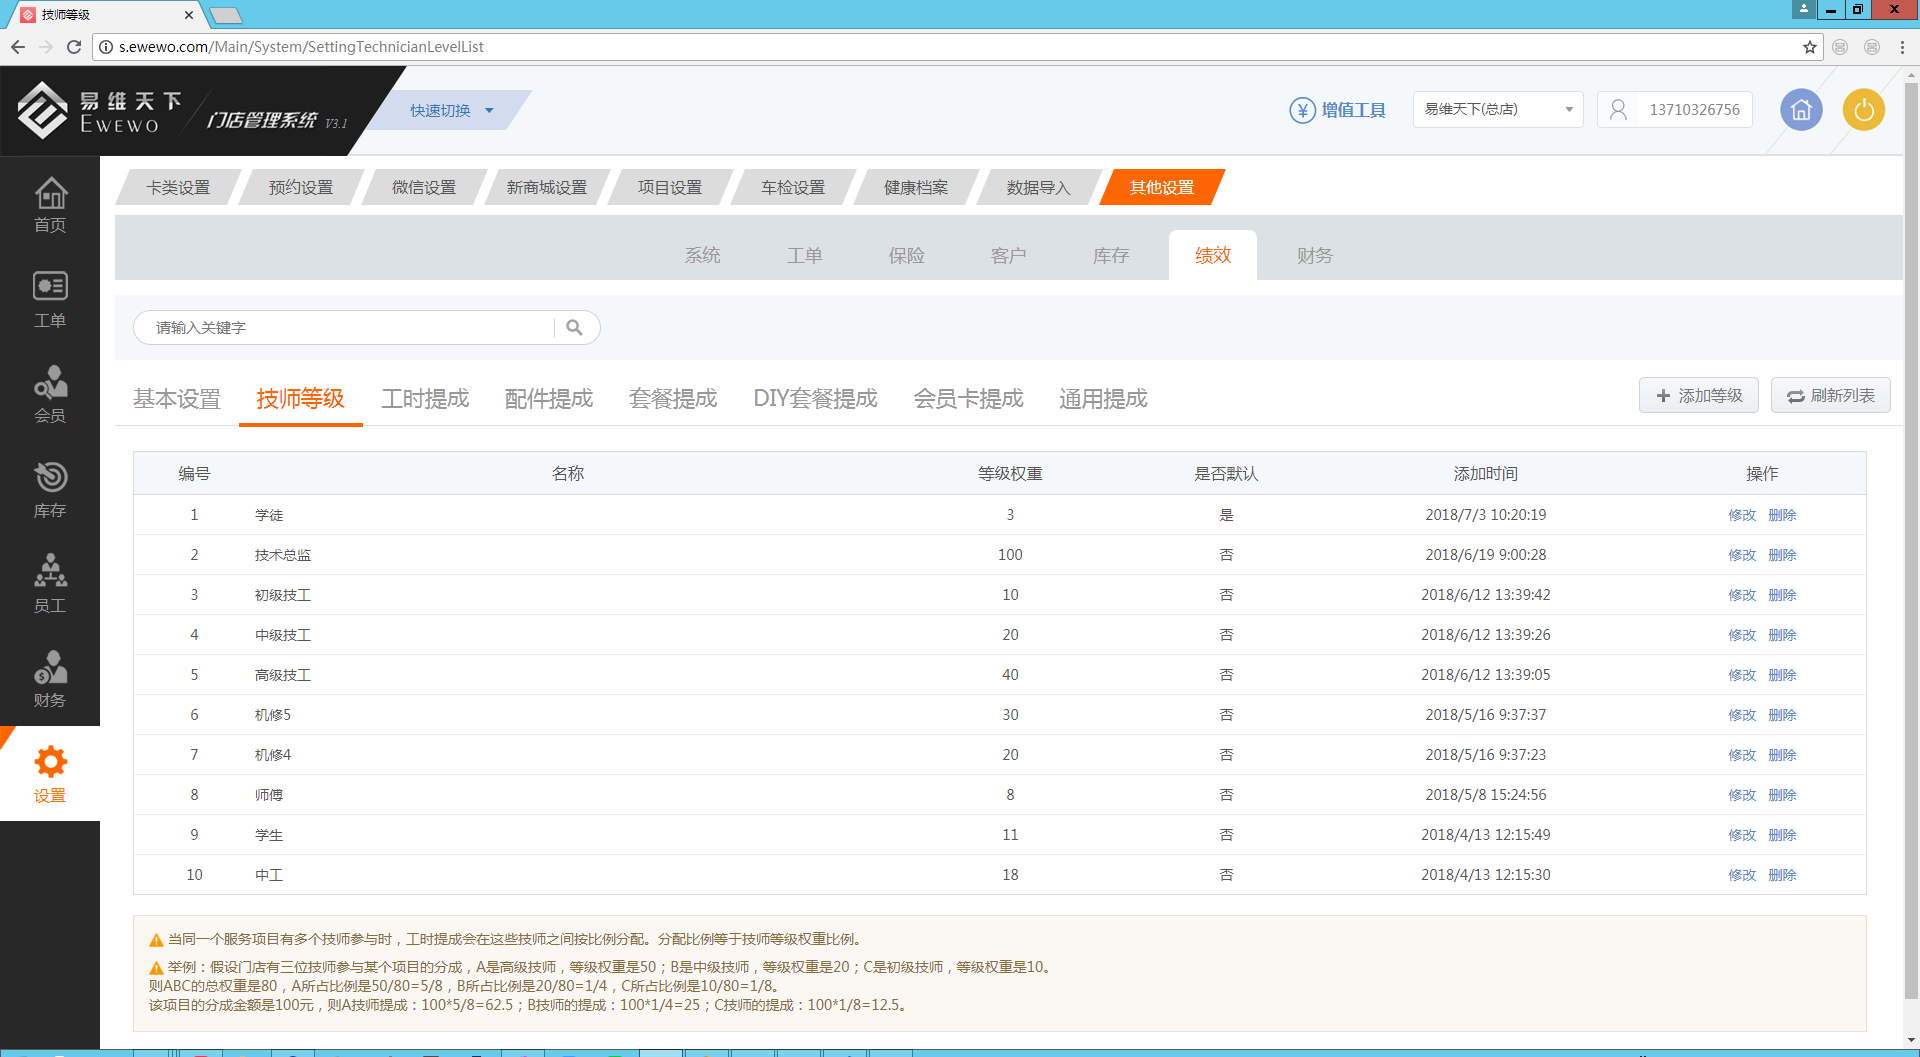 技师等级
s.ewewo.com/Main/System/SettingTechnicianLevelList
易维天下
EWEWO
门店管理系统 V3.1
快速切换
增值工具
易维天下(总店)
13710326756
首页
工单
会员
库存
员工
财务
设置
卡类设置 预约设置 微信设置 新商城设置 项目设置 车检设置 健康档案 数据导入 其他设置
系统 工单 保险 客户 库存 绩效 财务
请输入关键字
基本设置 技师等级 工时提成 配件提成 套餐提成 DIY套餐提成 会员卡提成 通用提成
添加等级 刷新列表
编号 名称 等级权重 是否默认 添加时间 操作
1 学徒 3 是 2018/7/3 10:20:19 修改 删除
2 技术总监 100 否 2018/6/19 9:00:28 修改 删除
3 初级技工 10 否 2018/6/12 13:39:42 修改 删除
4 中级技工 20 否 2018/6/12 13:39:26 修改 删除
5 高级技工 40 否 2018/6/12 13:39:05 修改 删除
6 机修5 30 否 2018/5/16 9:37:37 修改 删除
7 机修4 20 否 2018/5/16 9:37:23 修改 删除
8 师傅 8 否 2018/5/8 15:24:56 修改 删除
9 学生 11 否 2018/4/13 12:15:49 修改 删除
10 中工 18 否 2018/4/13 12:15:30 修改 删除
当同一个服务项目有多个技师参与时，工时提成会在这些技师之间按比例分配。分配比例等于技师等级权重比例。
举例：假设门店有三位技师参与某个项目的分成，A是高级技师，等级权重是50；B是中级技师，等级权重是20；C是初级技师，等级权重是10。
则ABC的总权重是80，A所占比例是50/80=5/8，B所占比例是20/80=1/4，C所占比例是10/80=1/8。
该项目的分成金额是100元，则A技师提成：100*5/8=62.5；B技师的提成：100*1/4=25；C技师的提成：100*1/8=12.5。